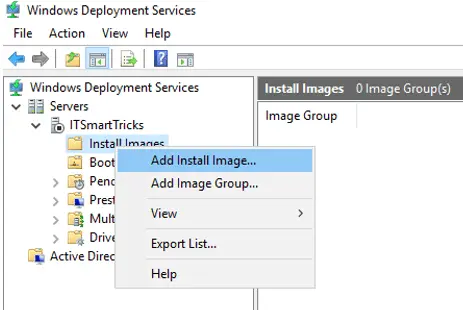 Windows Deployment Services
File Action View Help
Windows Deployment Services
Servers
ITSmartTricks
Install Images
Boot
Pend
Prest
Mult
Drive
Active Direc
Add Install Image...
Add Image Group...
View
Export List...
Help
Install Images 0 Image Group(s)
Image Group